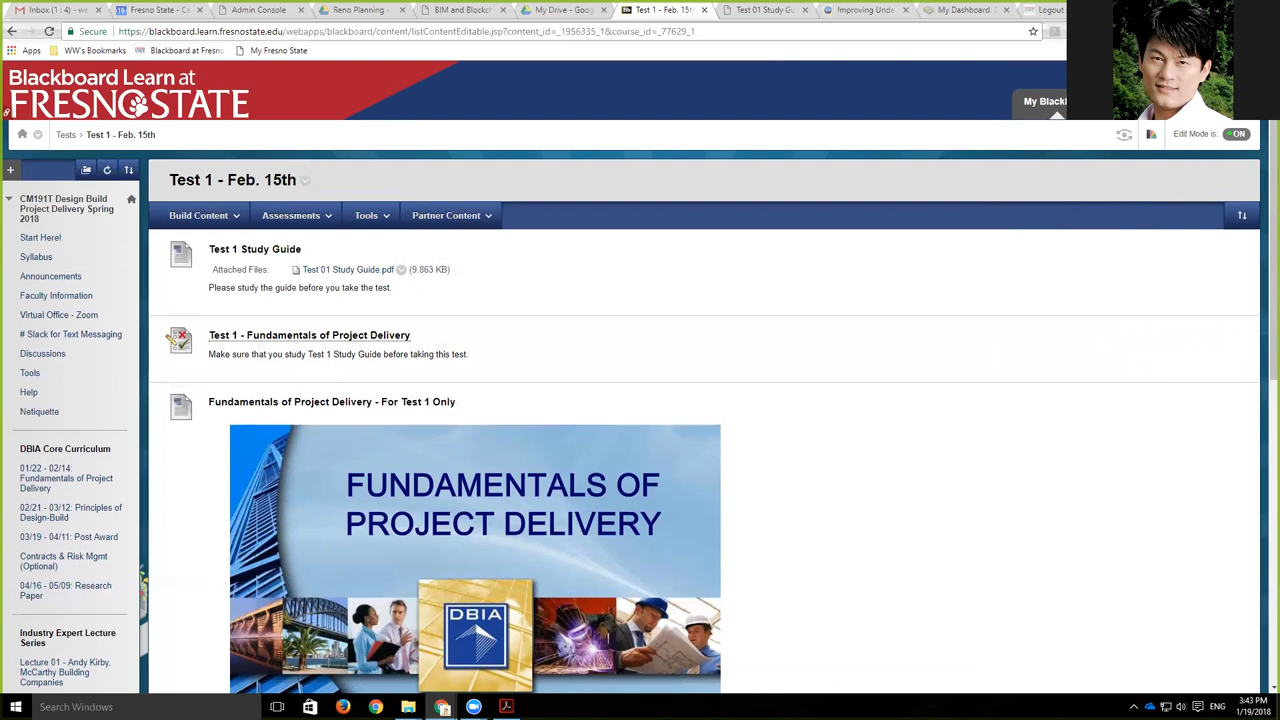 Inbox (1 : 4) - we
Fresno State - C
Admin Console
Reno Planning -
BIM and Blockc
My Drive - Goog
Test 1 - Feb. 15th
Test 01 Study Gu
Improving Unde
My Dashboard: D
Logout
Secure
https://blackboard.learn.fresnostate.edu/webapps/blackboard/content/listContentEditable.jsp?content_id=_1956335_1&course_id=_77629_1
Apps WW's Bookmarks Blackboard at Fresno My Fresno State
Blackboard Learn at
FRESNO STATE
My Blackb
Tests > Test 1 - Feb. 15th
Edit Mode is: ON
CM191T Design Build
Project Delivery Spring
2018
Start Here!
Syllabus
Announcements
Faculty Information
Virtual Office - Zoom
# Slack for Text Messaging
Discussions
Tools
Help
Netiquette
DBIA Core Curriculum
01/22 - 02/14:
Fundamentals of Project
Delivery
02/21 - 03/12: Principles of
Design-Build
03/19 - 04/11: Post Award
Contracts & Risk Mgmt
(Optional)
04/16 - 05/09: Research
Paper
Industry Expert Lecture
Series
Lecture 01 - Andy Kirby,
McCarthy Building
Companies
Test 1 - Feb. 15th
Build Content Assessments Tools Partner Content
Test 1 Study Guide
Attached Files: Test 01 Study Guide.pdf (9.863 KB)
Please study the guide before you take the test.
Test 1 - Fundamentals of Project Delivery
Make sure that you study Test 1 Study Guide before taking this test.
Fundamentals of Project Delivery - For Test 1 Only
FUNDAMENTALS OF
PROJECT DELIVERY
DBIA
Search Windows
ENG
3:43 PM
1/19/2018